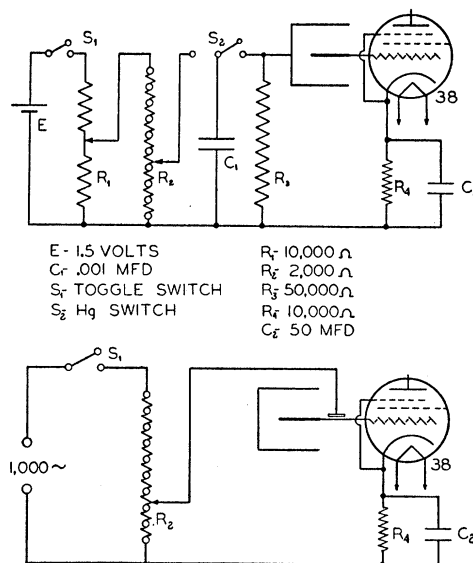 S₁
S₂
E
R₁
R₂
C₁
R₃
38
R₄
C
E - 1.5 VOLTS
C₁- .001 MFD
S₁- TOGGLE SWITCH
S₂- Hg SWITCH
R₁- 10,000 Ω
R₂- 2,000 Ω
R₃- 50,000 Ω
R₄- 10,000 Ω
C₂- 50 MFD
S₁
1,000 ~
R₂
38
R₄
C₂